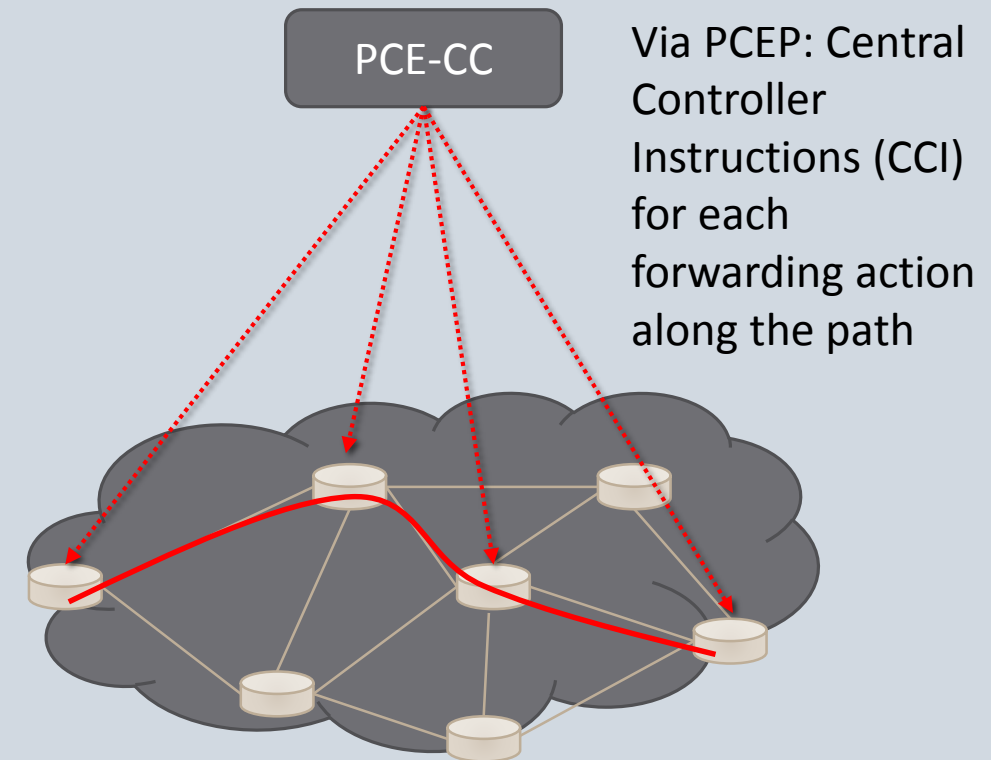 PCE-CC
Via PCEP: Central
Controller
Instructions (CCI)
for each
forwarding action
along the path